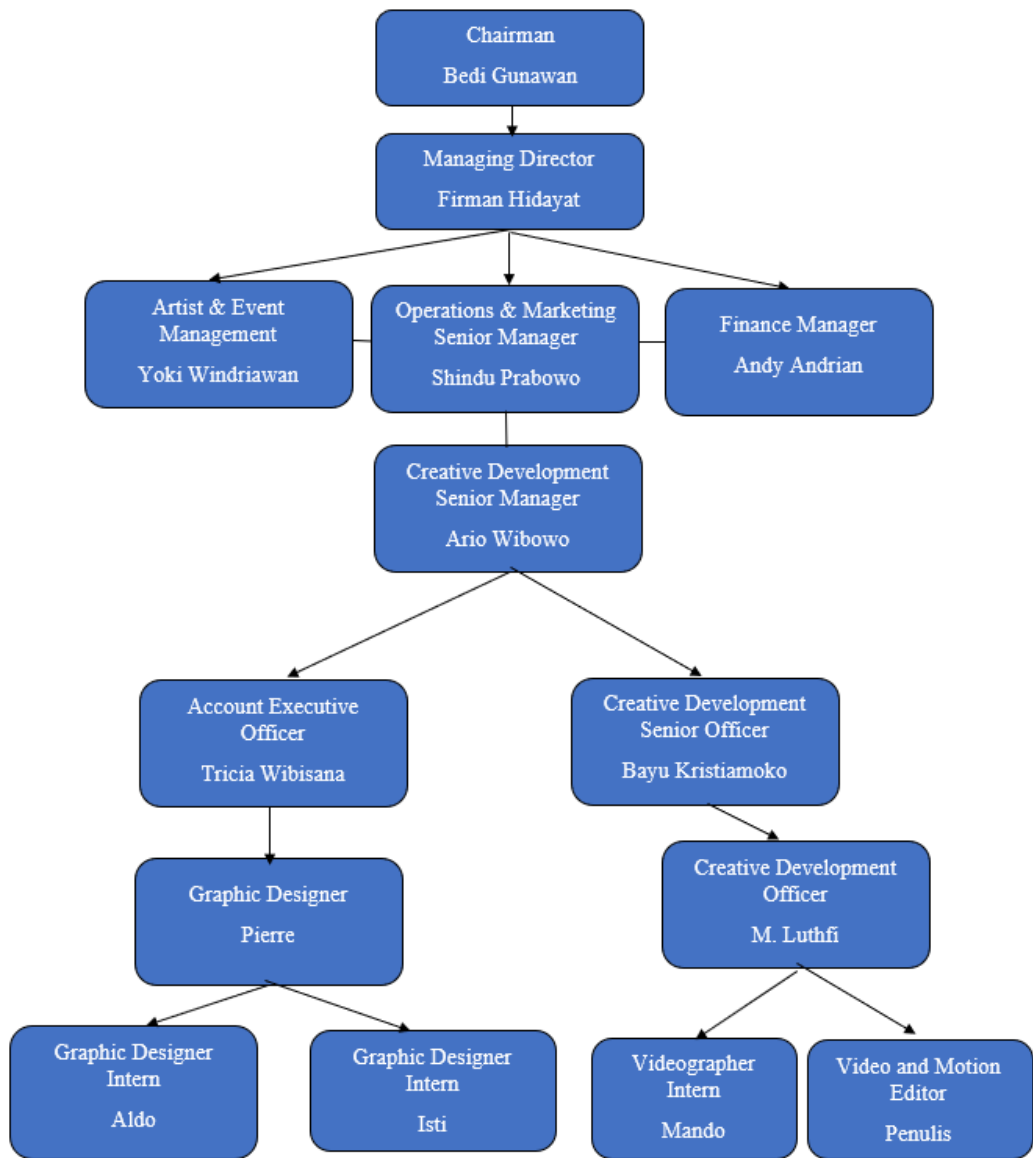 Chairman
Bedi Gunawan
Managing Director
Firman Hidayat
Artist & Event
Management
Yoki Windriawan
Operations & Marketing
Senior Manager
Shindu Prabowo
Finance Manager
Andy Andrian
Creative Development
Senior Manager
Ario Wibowo
Account Executive
Officer
Tricia Wibisana
Creative Development
Senior Officer
Bayu Kristiamoko
Graphic Designer
Pierre
Creative Development
Officer
M. Luthfi
Graphic Designer
Intern
Aldo
Graphic Designer
Intern
Isti
Videographer
Intern
Mando
Video and Motion
Editor
Penulis